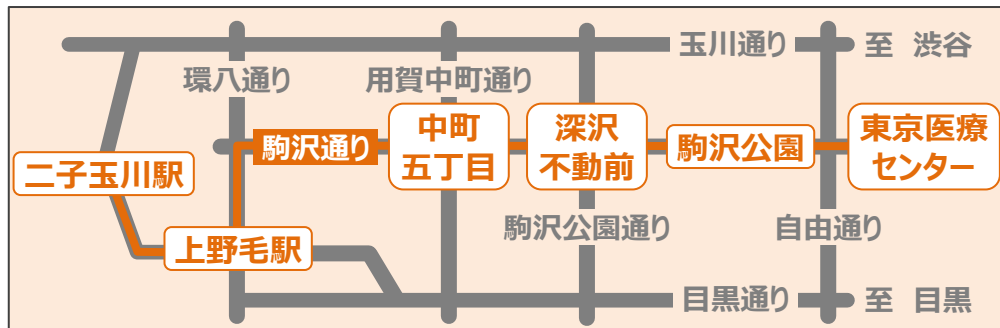 玉川通り
至 渋谷
環八通り
用賀中町通り
駒沢通り
中町
五丁目
深沢
不動前
駒沢公園
東京医療
センター
二子玉川駅
上野毛駅
駒沢公園通り
自由通り
目黒通り
至 目黒